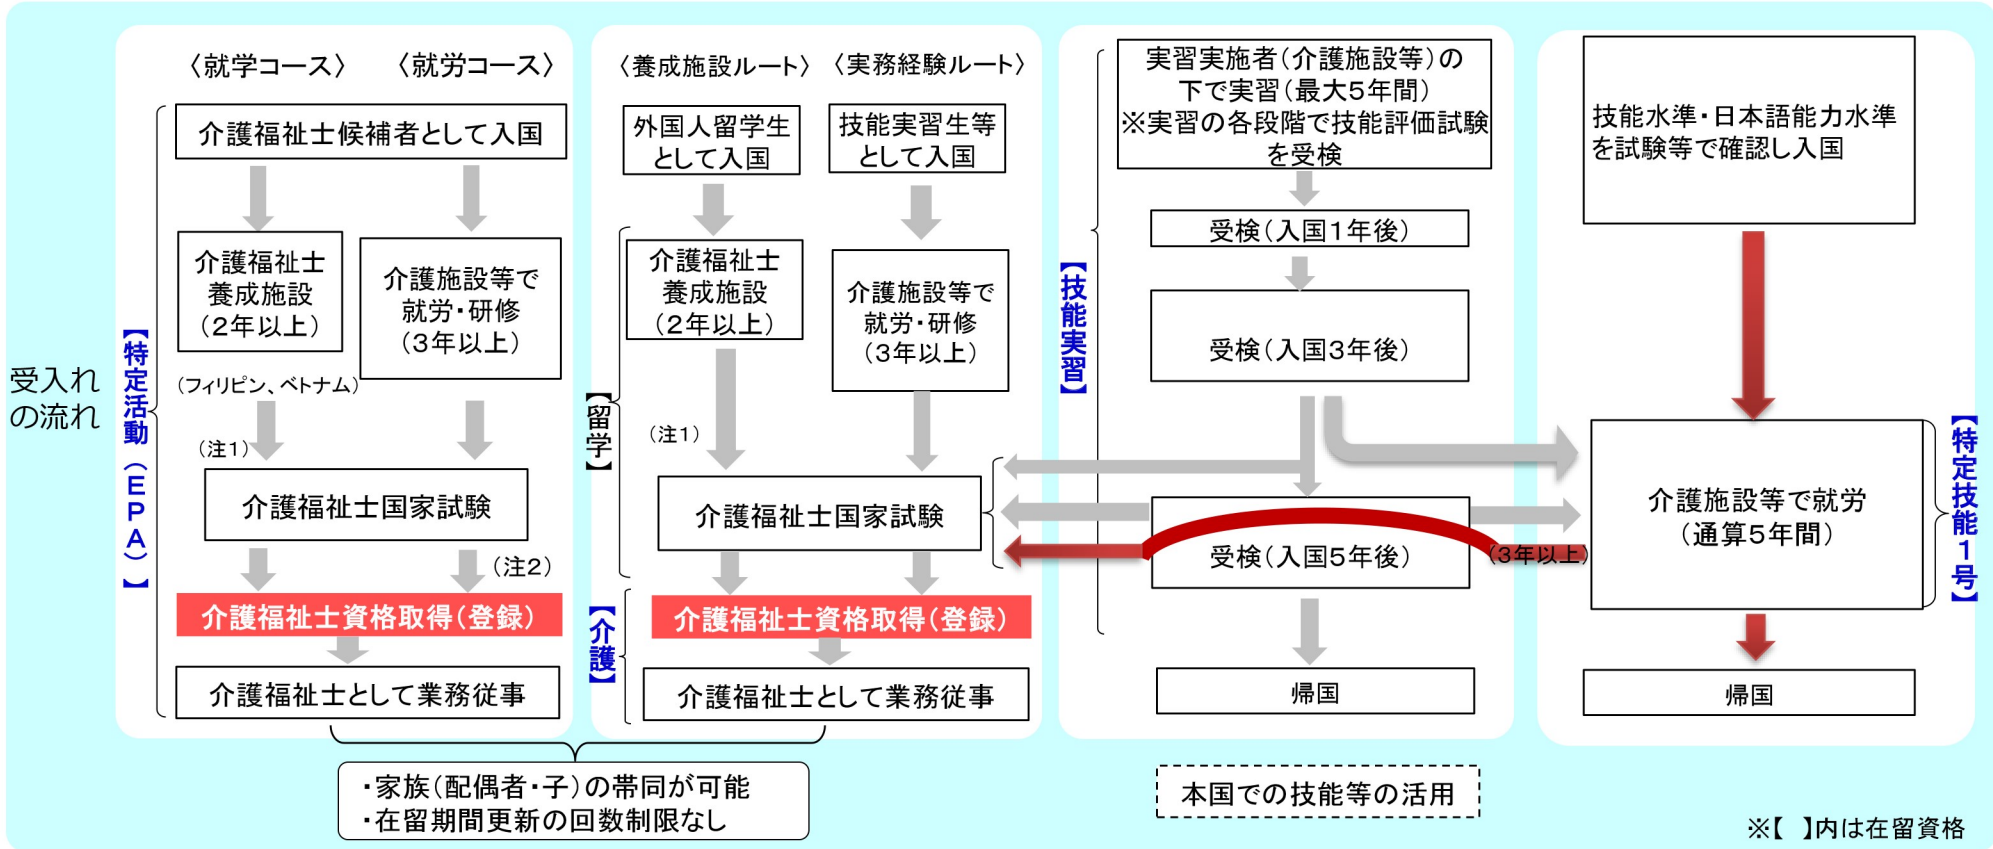 受入れ
の流れ
【特定活動（EPA）】
〈就学コース〉
〈就労コース〉
介護福祉士候補者として入国
介護福祉士
養成施設
（２年以上）
介護施設等で
就労・研修
（３年以上）
（フィリピン、ベトナム）
（注１）
介護福祉士国家試験
（注２）
介護福祉士資格取得（登録）
介護福祉士として業務従事
【留学】
【介護】
〈養成施設ルート〉
〈実務経験ルート〉
外国人留学生
として入国
技能実習生等
として入国
介護福祉士
養成施設
（２年以上）
介護施設等で
就労・研修
（３年以上）
（注１）
介護福祉士国家試験
介護福祉士資格取得（登録）
介護福祉士として業務従事
・家族（配偶者・子）の帯同が可能
・在留期間更新の回数制限なし
【技能実習】
実習実施者（介護施設等）の
下で実習（最大５年間）
※実習の各段階で技能評価試験
を受検
受検（入国１年後）
受検（入国３年後）
受検（入国５年後）
帰国
本国での技能等の活用
技能水準・日本語能力水準
を試験等で確認し入国
介護施設等で就労
（通算５年間）
（３年以上）
【特定技能１号】
帰国
※【　】内は在留資格